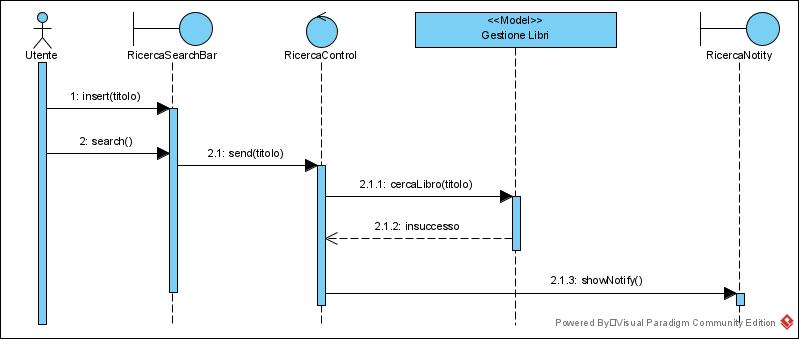 <<Model>>
Gestione Libri
Utente
RicercaSearchBar
RicercaControl
RicercaNotity
1: insert(titolo)
2: search()
2.1: send(titolo)
2.1.1: cercaLibro(titolo)
2.1.2: insuccesso
2.1.3: showNotify()
Powered By□Visual Paradigm Community Edition